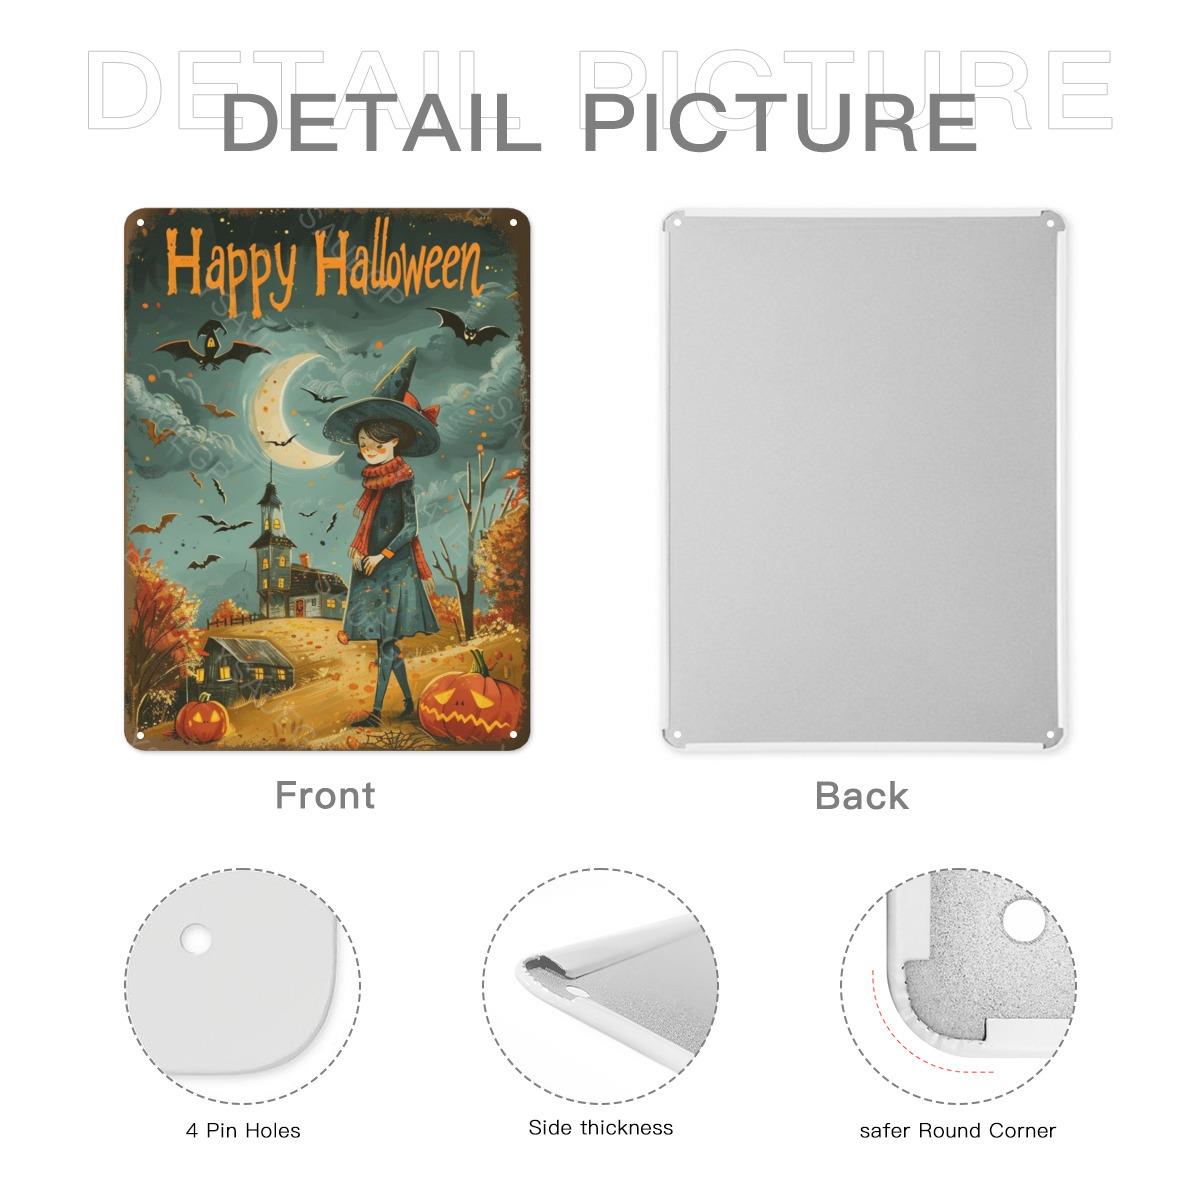 DETAIL PICTURE
DETAIL PICTURE
Happy Halloween
Front
Back
4 Pin Holes
Side thickness
safer Round Corner